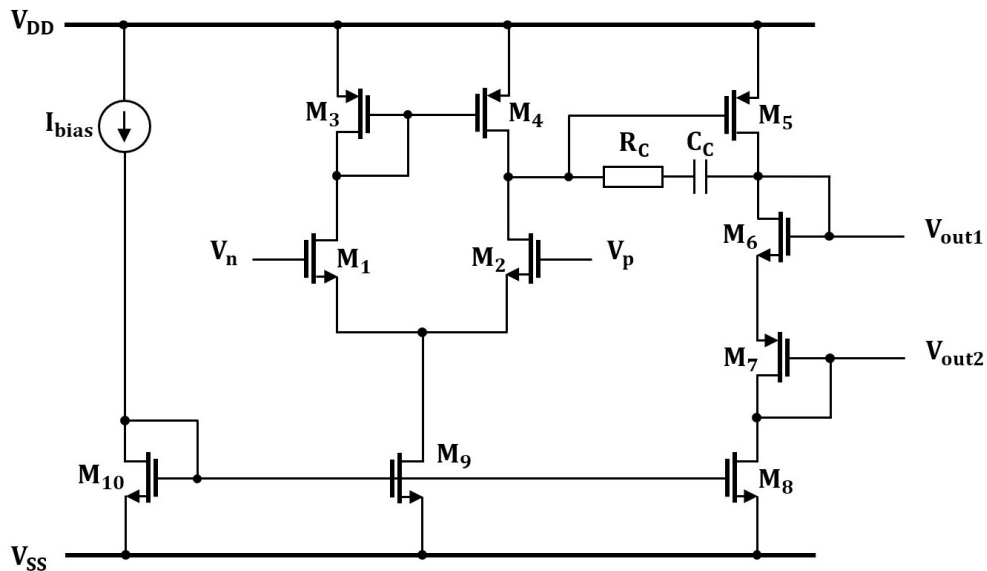 V_DD
I_bias
M_3
M_4
M_5
R_C
C_C
V_n
M_1
M_2
V_p
M_6
V_out1
M_7
V_out2
M_10
M_9
M_8
V_SS